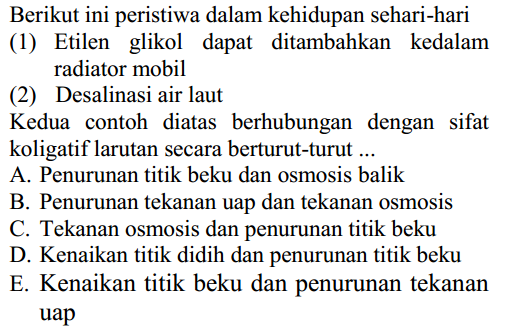 Berikut ini peristiwa dalam kehidupan sehari-hari
(1) Etilen glikol dapat ditambahkan kedalam
radiator mobil
(2) Desalinasi air laut
Kedua contoh diatas berhubungan dengan sifat
koligatif larutan secara berturut-turut ...
A. Penurunan titik beku dan osmosis balik
B. Penurunan tekanan uap dan tekanan osmosis
C. Tekanan osmosis dan penurunan titik beku
D. Kenaikan titik didih dan penurunan titik beku
E. Kenaikan titik beku dan penurunan tekanan
uap